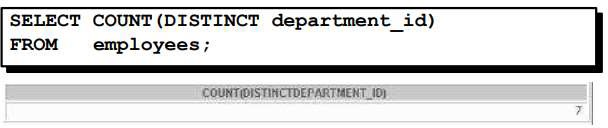 SELECT COUNT(DISTINCT department_id)
FROM employees;
COUNT(DISTINCTDEPARTMENT_ID)
7